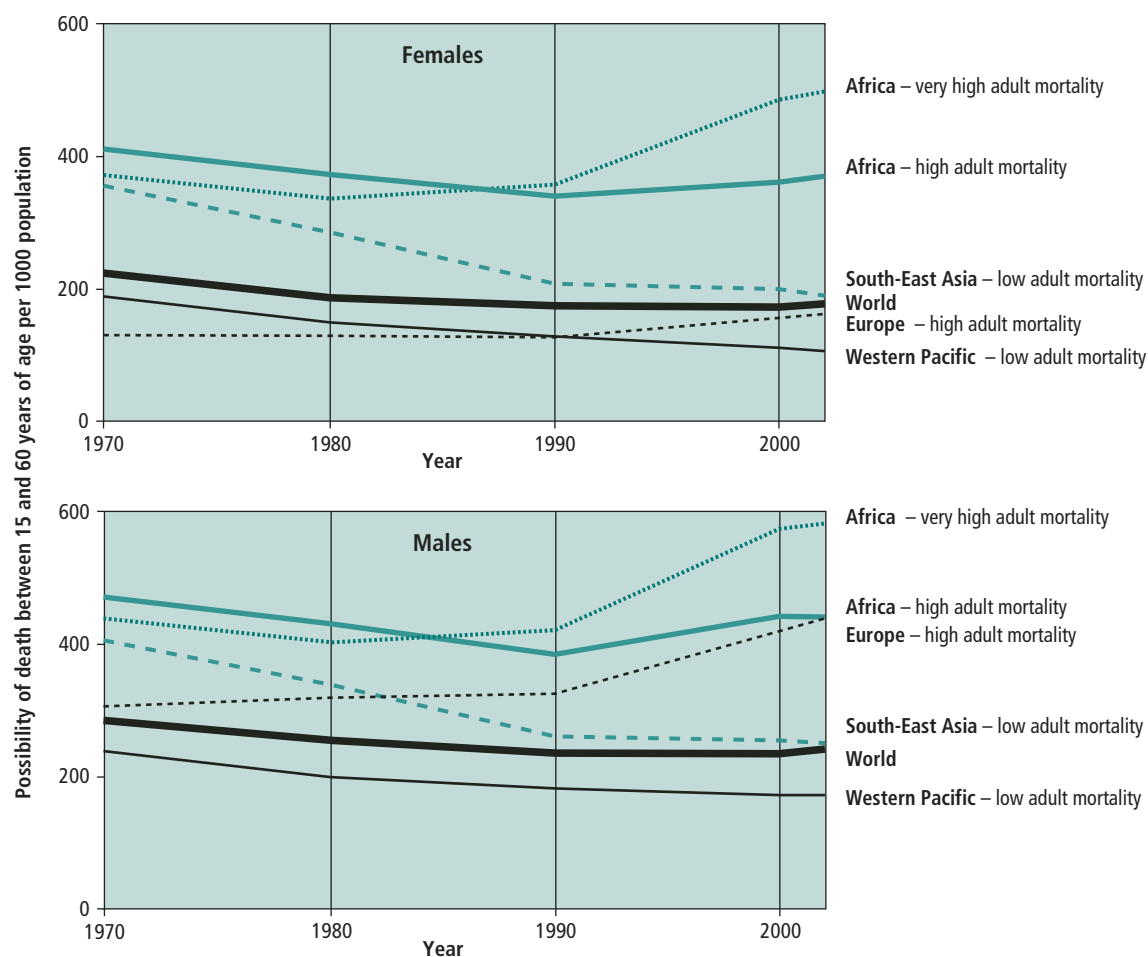 Possibility of death between 15 and 60 years of age per 1000 population
600
Females
Africa – very high adult mortality
400
Africa – high adult mortality
South-East Asia – low adult mortality
200
World
Europe – high adult mortality
Western Pacific – low adult mortality
0
1970 1980 1990 2000
Year
600
Males
Africa – very high adult mortality
Africa – high adult mortality
400
Europe – high adult mortality
South-East Asia – low adult mortality
World
200
Western Pacific – low adult mortality
0
1970 1980 1990 2000
Year